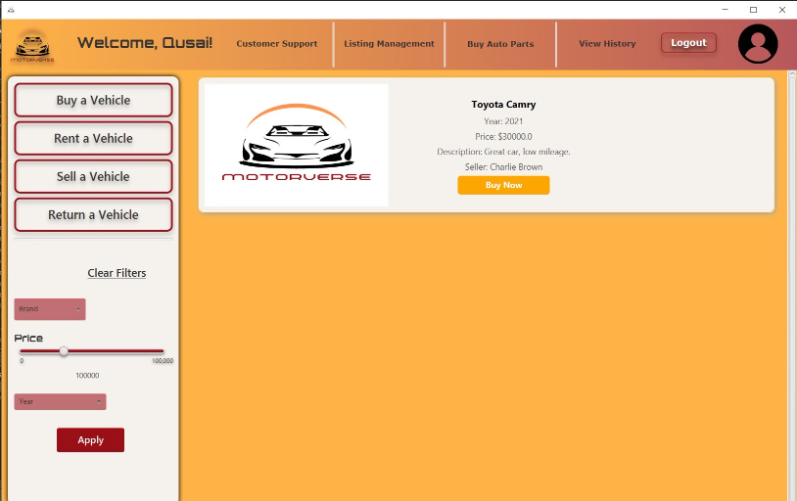 MOTORVERSE
Welcome, Qusai!
Customer Support
Listing Management
Buy Auto Parts
View History
Logout
Buy a Vehicle
Rent a Vehicle
Sell a Vehicle
Return a Vehicle
Clear Filters
Brand
Price
0 100,000
100000
Year
Apply
MOTORVERSE
Toyota Camry
Year: 2021
Price: $30000.0
Description: Great car, low mileage.
Seller: Charlie Brown
Buy Now